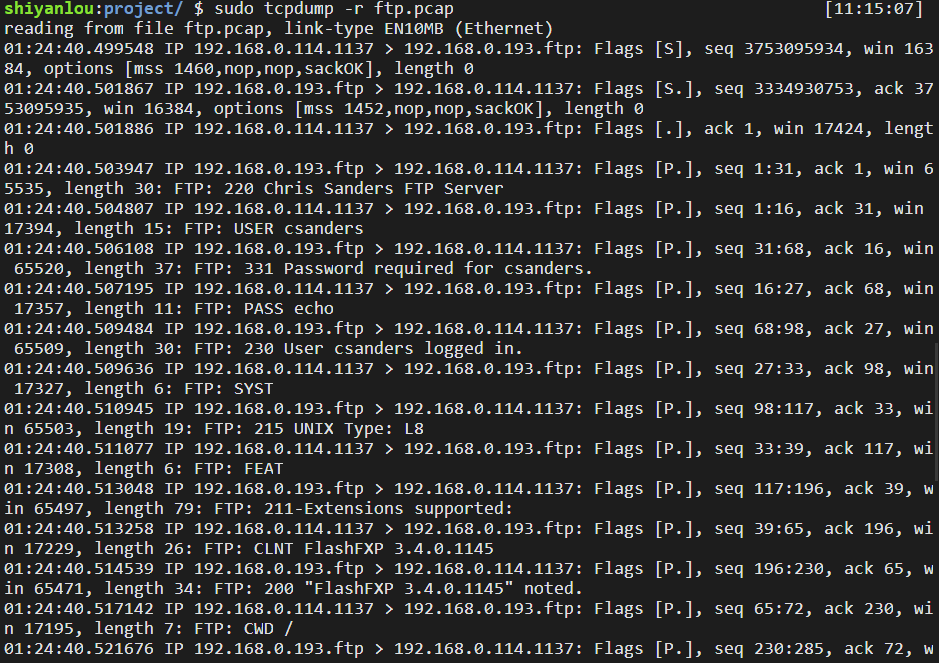 shiyanlou:project/ $ sudo tcpdump -r ftp.pcap [11:15:07]
reading from file ftp.pcap, link-type EN10MB (Ethernet)
01:24:40.499548 IP 192.168.0.114.1137 > 192.168.0.193.ftp: Flags [S], seq 3753095934, win 163
84, options [mss 1460,nop,nop,sackOK], length 0
01:24:40.501867 IP 192.168.0.193.ftp > 192.168.0.114.1137: Flags [S.], seq 3334930753, ack 37
53095935, win 16384, options [mss 1452,nop,nop,sackOK], length 0
01:24:40.501886 IP 192.168.0.114.1137 > 192.168.0.193.ftp: Flags [.], ack 1, win 17424, lengt
h 0
01:24:40.503947 IP 192.168.0.193.ftp > 192.168.0.114.1137: Flags [P.], seq 1:31, ack 1, win 6
5535, length 30: FTP: 220 Chris Sanders FTP Server
01:24:40.504807 IP 192.168.0.114.1137 > 192.168.0.193.ftp: Flags [P.], seq 1:16, ack 31, win
17394, length 15: FTP: USER csanders
01:24:40.506108 IP 192.168.0.193.ftp > 192.168.0.114.1137: Flags [P.], seq 31:68, ack 16, win
 65520, length 37: FTP: 331 Password required for csanders.
01:24:40.507195 IP 192.168.0.114.1137 > 192.168.0.193.ftp: Flags [P.], seq 16:27, ack 68, win
 17357, length 11: FTP: PASS echo
01:24:40.509484 IP 192.168.0.193.ftp > 192.168.0.114.1137: Flags [P.], seq 68:98, ack 27, win
 65509, length 30: FTP: 230 User csanders logged in.
01:24:40.509636 IP 192.168.0.114.1137 > 192.168.0.193.ftp: Flags [P.], seq 27:33, ack 98, win
 17327, length 6: FTP: SYST
01:24:40.510945 IP 192.168.0.193.ftp > 192.168.0.114.1137: Flags [P.], seq 98:117, ack 33, wi
n 65503, length 19: FTP: 215 UNIX Type: L8
01:24:40.511077 IP 192.168.0.114.1137 > 192.168.0.193.ftp: Flags [P.], seq 33:39, ack 117, wi
n 17308, length 6: FTP: FEAT
01:24:40.513048 IP 192.168.0.193.ftp > 192.168.0.114.1137: Flags [P.], seq 117:196, ack 39, w
in 65497, length 79: FTP: 211-Extensions supported:
01:24:40.513258 IP 192.168.0.114.1137 > 192.168.0.193.ftp: Flags [P.], seq 39:65, ack 196, wi
n 17229, length 26: FTP: CLNT FlashFXP 3.4.0.1145
01:24:40.514539 IP 192.168.0.193.ftp > 192.168.0.114.1137: Flags [P.], seq 196:230, ack 65, w
in 65471, length 34: FTP: 200 "FlashFXP 3.4.0.1145" noted.
01:24:40.517142 IP 192.168.0.114.1137 > 192.168.0.193.ftp: Flags [P.], seq 65:72, ack 230, wi
n 17195, length 7: FTP: CWD /
01:24:40.521676 IP 192.168.0.193.ftp > 192.168.0.114.1137: Flags [P.], seq 230:285, ack 72, w